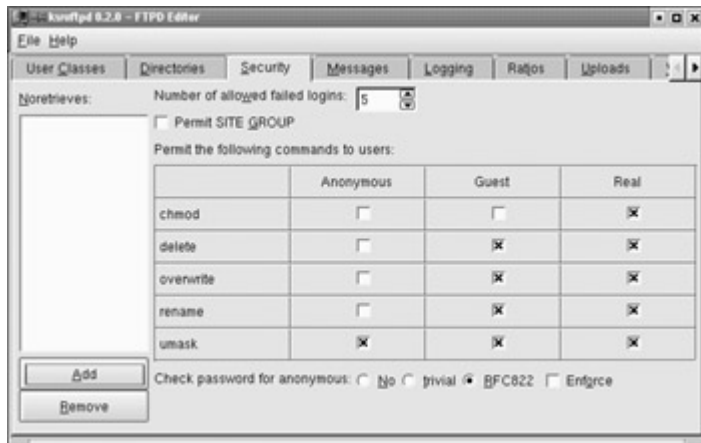 kwuftpd 0.2.0 – FTPD Editor
File Help
User Classes Directories Security Messages Logging Ratios Uploads
Noretrieves:
Number of allowed failed logins: 5
Permit SITE GROUP
Permit the following commands to users:
Anonymous Guest Real
chmod
delete
overwrite
rename
umask
Add
Remove
Check password for anonymous: No trivial RFC822 Enforce